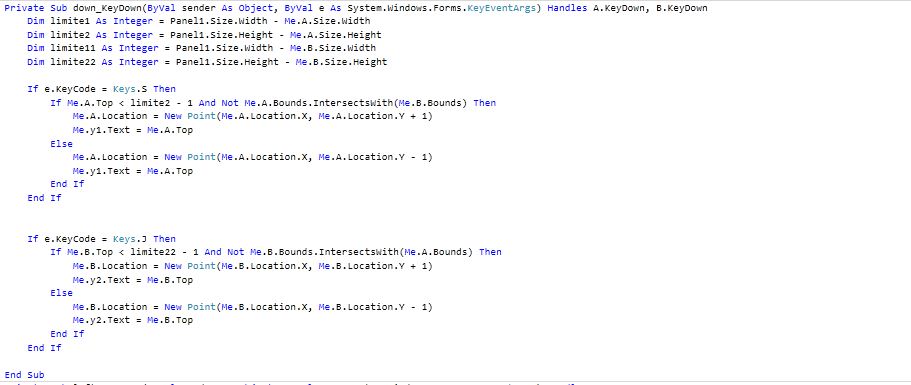 Private Sub down_KeyDown(ByVal sender As Object, ByVal e As System.Windows.Forms.KeyEventArgs) Handles A.KeyDown, B.KeyDown
Dim limite1 As Integer = Panel1.Size.Width - Me.A.Size.Width
Dim limite2 As Integer = Panel1.Size.Height - Me.A.Size.Height
Dim limite11 As Integer = Panel1.Size.Width - Me.B.Size.Width
Dim limite22 As Integer = Panel1.Size.Height - Me.B.Size.Height
If e.KeyCode = Keys.S Then
If Me.A.Top < limite2 - 1 And Not Me.A.Bounds.IntersectsWith(Me.B.Bounds) Then
Me.A.Location = New Point(Me.A.Location.X, Me.A.Location.Y + 1)
Me.y1.Text = Me.A.Top
Else
Me.A.Location = New Point(Me.A.Location.X, Me.A.Location.Y - 1)
Me.y1.Text = Me.A.Top
End If
End If
If e.KeyCode = Keys.J Then
If Me.B.Top < limite22 - 1 And Not Me.B.Bounds.IntersectsWith(Me.A.Bounds) Then
Me.B.Location = New Point(Me.B.Location.X, Me.B.Location.Y + 1)
Me.y2.Text = Me.B.Top
Else
Me.B.Location = New Point(Me.B.Location.X, Me.B.Location.Y - 1)
Me.y2.Text = Me.B.Top
End If
End If
End Sub